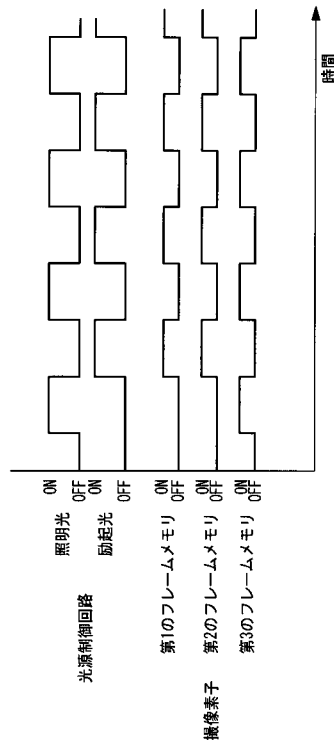 光源制御回路
照明光
ON
OFF
励起光
ON
OFF
撮像素子
第1のフレームメモリ
ON
OFF
第2のフレームメモリ
ON
OFF
第3のフレームメモリ
ON
OFF
時間